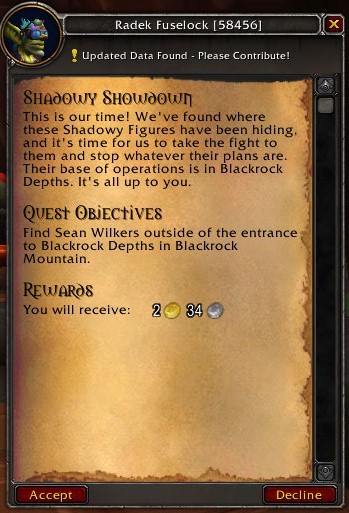 Radek Fuselock [58456]
Updated Data Found - Please Contribute!
Shadowy Showdown
This is our time! We've found where
these Shadowy Figures have been hiding,
and it's time for us to take the fight to
them and stop whatever their plans are.
Their base of operations is in Blackrock
Depths. It's all up to you.
Quest Objectives
Find Sean Wilkers outside of the entrance
to Blackrock Depths in Blackrock
Mountain.
Rewards
You will receive: 2 34
Accept Decline